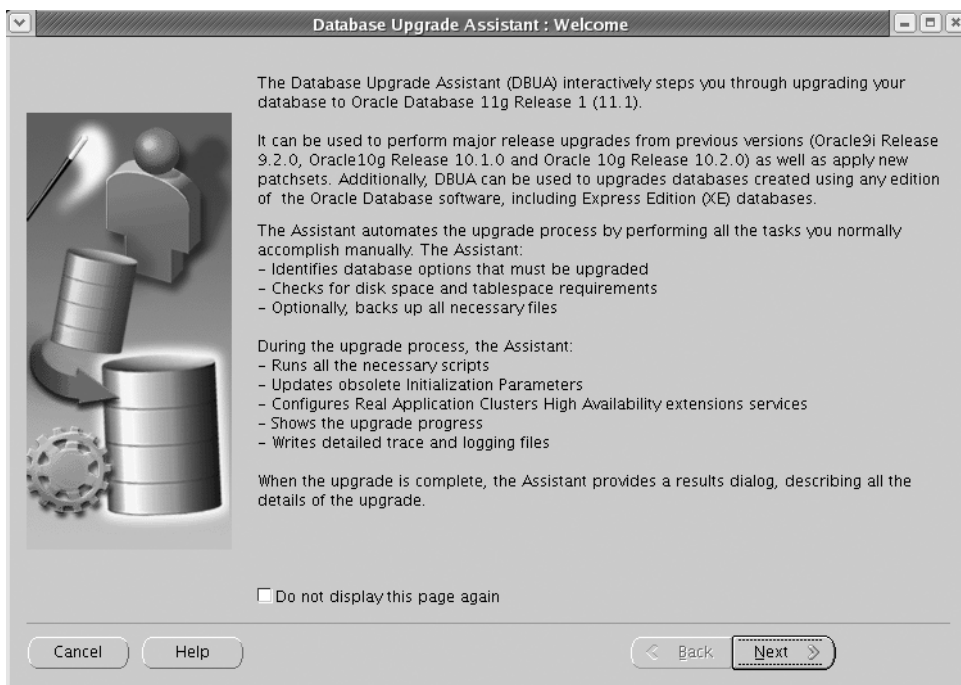 Database Upgrade Assistant : Welcome
The Database Upgrade Assistant (DBUA) interactively steps you through upgrading your
database to Oracle Database 11g Release 1 (11.1).
It can be used to perform major release upgrades from previous versions (Oracle9i Release
9.2.0, Oracle10g Release 10.1.0 and Oracle 10g Release 10.2.0) as well as apply new
patchsets. Additionally, DBUA can be used to upgrades databases created using any edition
of the Oracle Database software, including Express Edition (XE) databases.
The Assistant automates the upgrade process by performing all the tasks you normally
accomplish manually. The Assistant:
– Identifies database options that must be upgraded
– Checks for disk space and tablespace requirements
– Optionally, backs up all necessary files
During the upgrade process, the Assistant:
– Runs all the necessary scripts
– Updates obsolete Initialization Parameters
– Configures Real Application Clusters High Availability extensions services
– Shows the upgrade progress
– Writes detailed trace and logging files
When the upgrade is complete, the Assistant provides a results dialog, describing all the
details of the upgrade.
Do not display this page again
Cancel Help Back Next